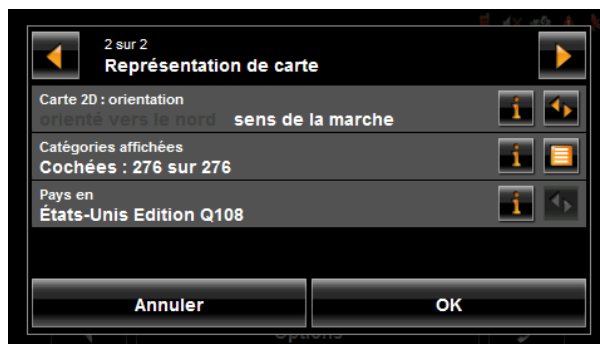 2 sur 2
Représentation de carte
Carte 2D : orientation
orienté vers le nord sens de la marche
Catégories affichées
Cochées : 276 sur 276
Pays en
États-Unis Edition Q108
Annuler OK
Options